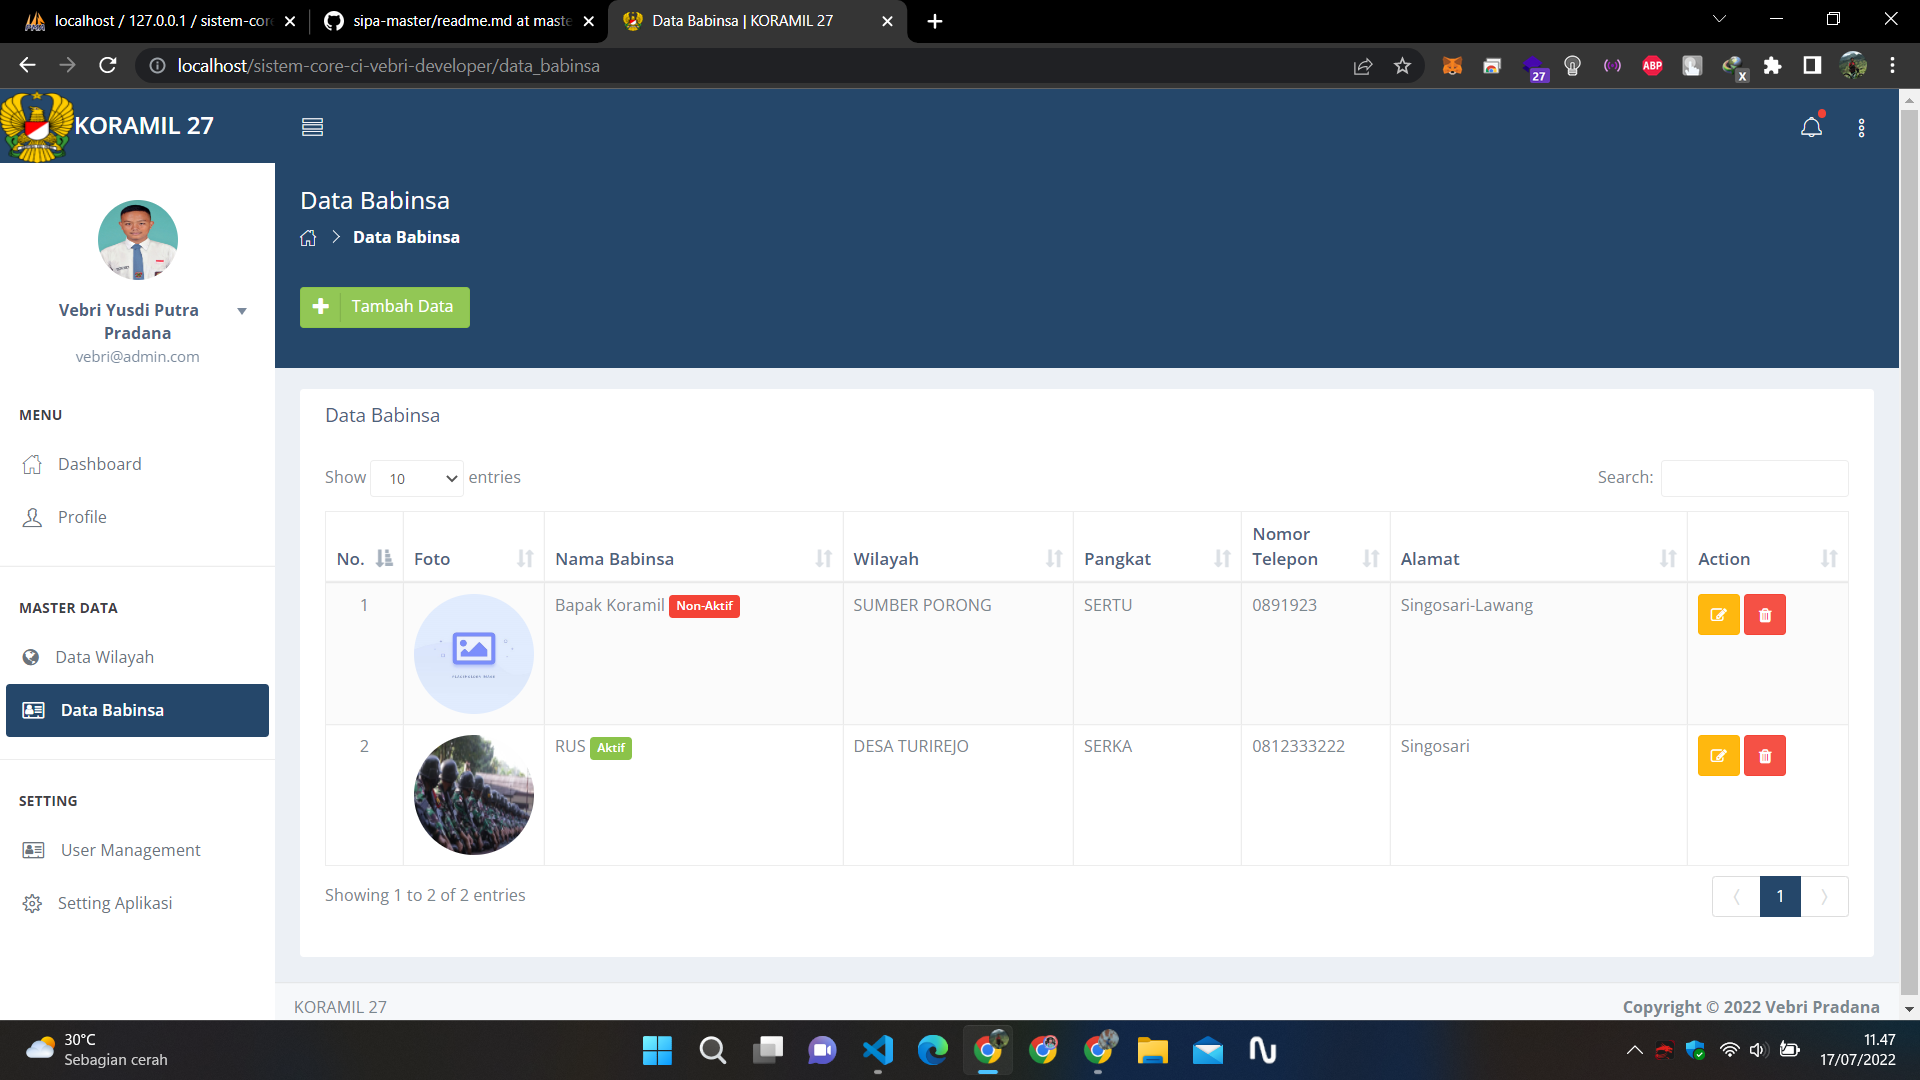 localhost / 127.0.0.1 / sistem-cor
sipa-master/readme.md at maste
Data Babinsa | KORAMIL 27
localhost/sistem-core-ci-vebri-developer/data_babinsa
27
ABP
X
KORAMIL 27
Data Babinsa
Data Babinsa
Tambah Data
Vebri Yusdi Putra
Pradana
vebri@admin.com
MENU
Dashboard
Profile
MASTER DATA
Data Wilayah
Data Babinsa
SETTING
User Management
Setting Aplikasi
Data Babinsa
Show 10 entries
Search:
No. Foto Nama Babinsa Wilayah Pangkat Nomor Telepon Alamat Action
1 Bapak Koramil Non-Aktif SUMBER PORONG SERTU 0891923 Singosari-Lawang
2 RUS Aktif DESA TURIREJO SERKA 0812333222 Singosari
Showing 1 to 2 of 2 entries
1
KORAMIL 27
Copyright © 2022 Vebri Pradana
30°C
Sebagian cerah
11.47
17/07/2022